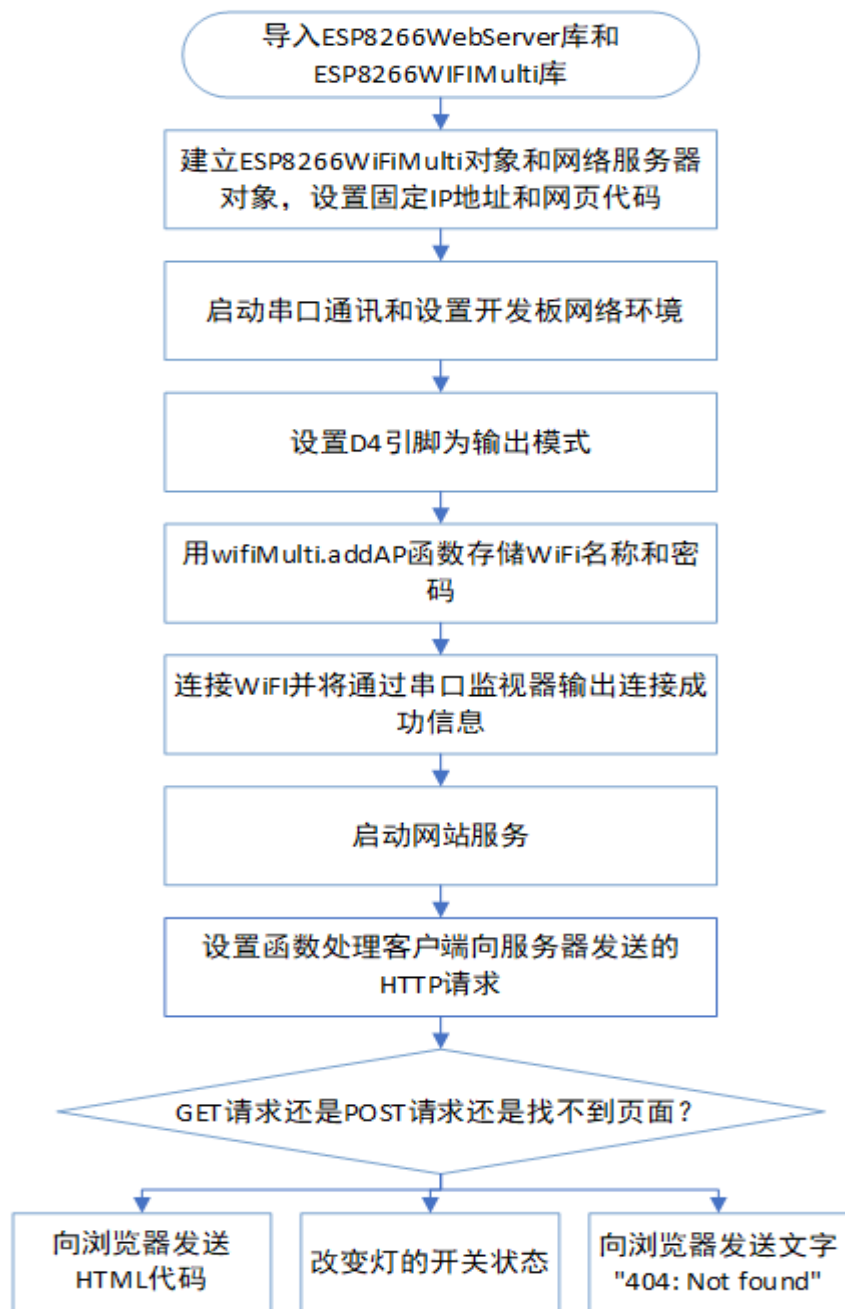 导入ESP8266WebServer库和
ESP8266WIFIMulti库
建立ESP8266WiFiMulti对象和网络服务器
对象，设置固定IP地址和网页代码
启动串口通讯和设置开发板网络环境
设置D4引脚为输出模式
用wifiMulti.addAP函数存储WiFi名称和密
码
连接WiFI并将通过串口监视器输出连接成
功信息
启动网站服务
设置函数处理客户端向服务器发送的
HTTP请求
GET请求还是POST请求还是找不到页面？
向浏览器发送
HTML代码
改变灯的开关状态
向浏览器发送文字
"404: Not found"